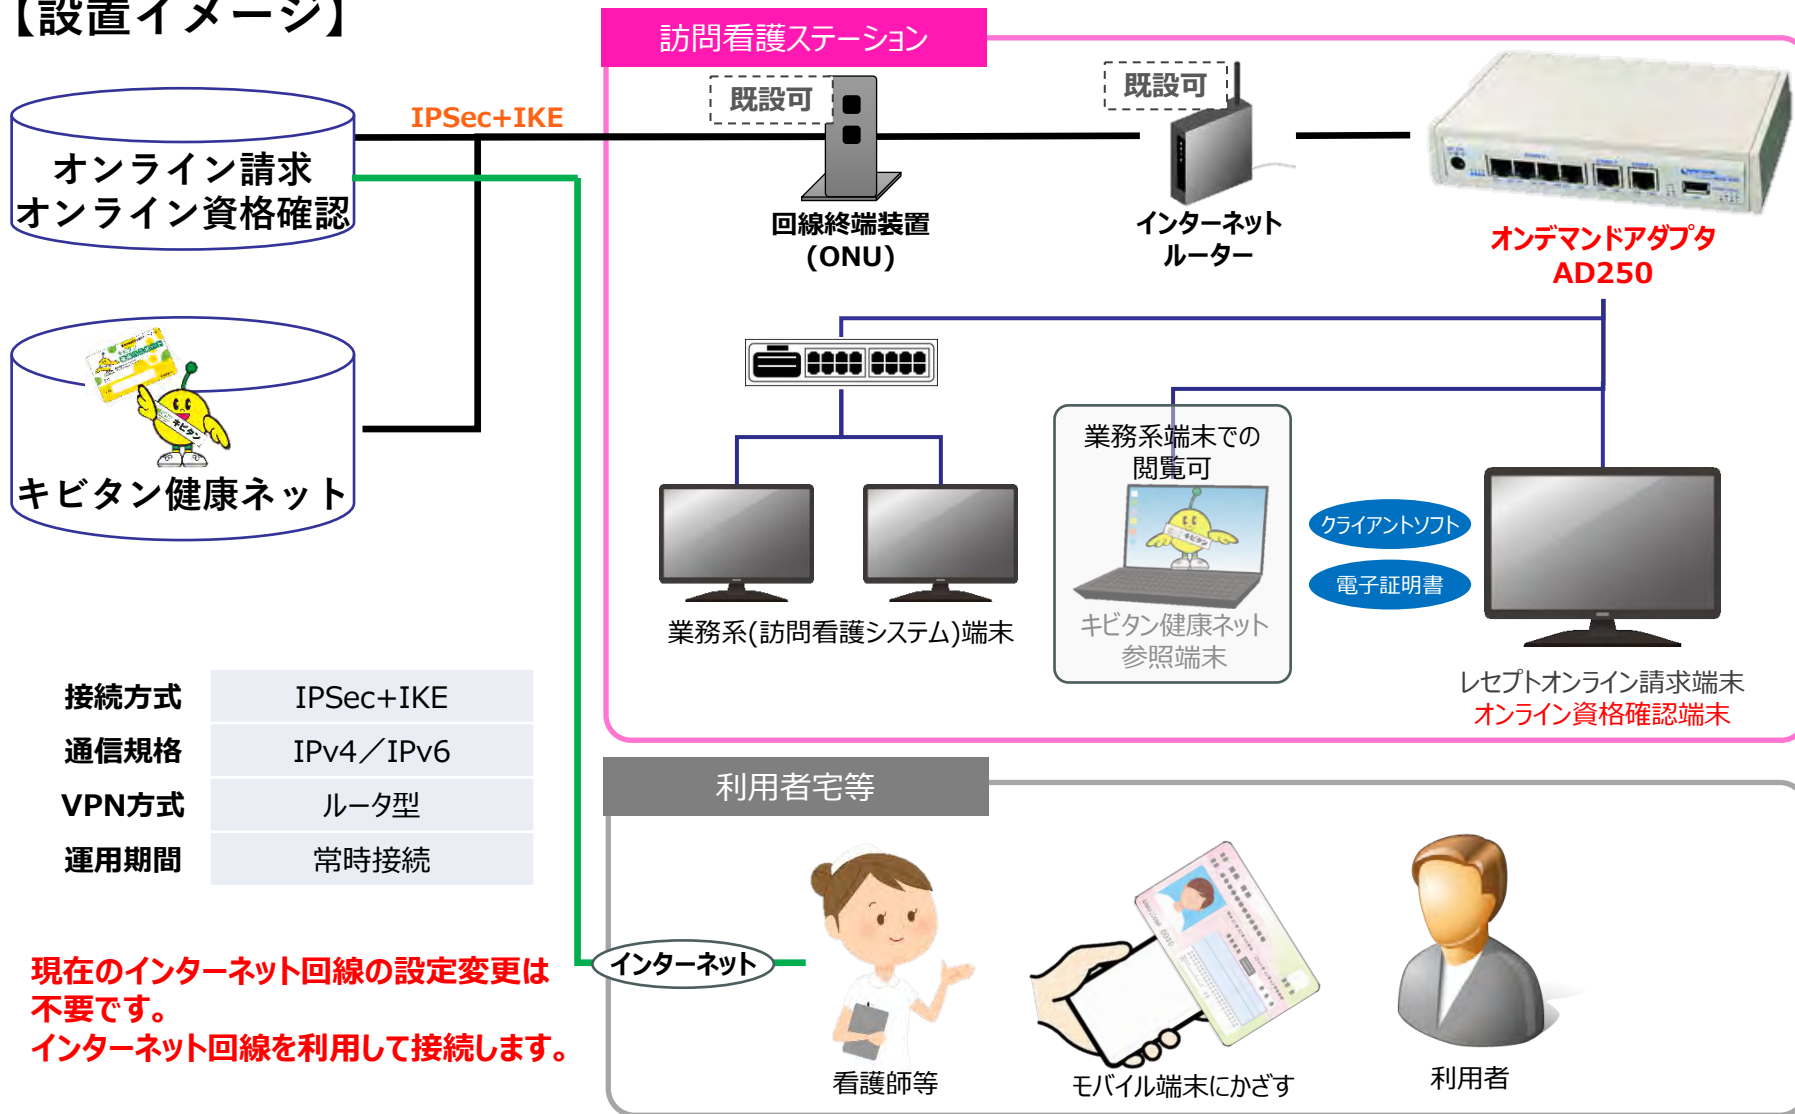 【設置イメージ】
訪問看護ステーション
既設可
既設可
IPSec+IKE
オンライン請求
オンライン資格確認
回線終端装置
(ONU)
インターネット
ルーター
オンデマンドアダプタ
AD250
キビタン
キビタン健康ネット
業務系端末での
閲覧可
キビタン
クライアントソフト
電子証明書
業務系(訪問看護システム)端末
キビタン健康ネット
参照端末
レセプトオンライン請求端末
オンライン資格確認端末
接続方式 IPSec+IKE
通信規格 IPv4／IPv6
VPN方式 ルータ型
運用期間 常時接続
利用者宅等
現在のインターネット回線の設定変更は
不要です。
インターネット回線を利用して接続します。
インターネット
看護師等
モバイル端末にかざす
利用者